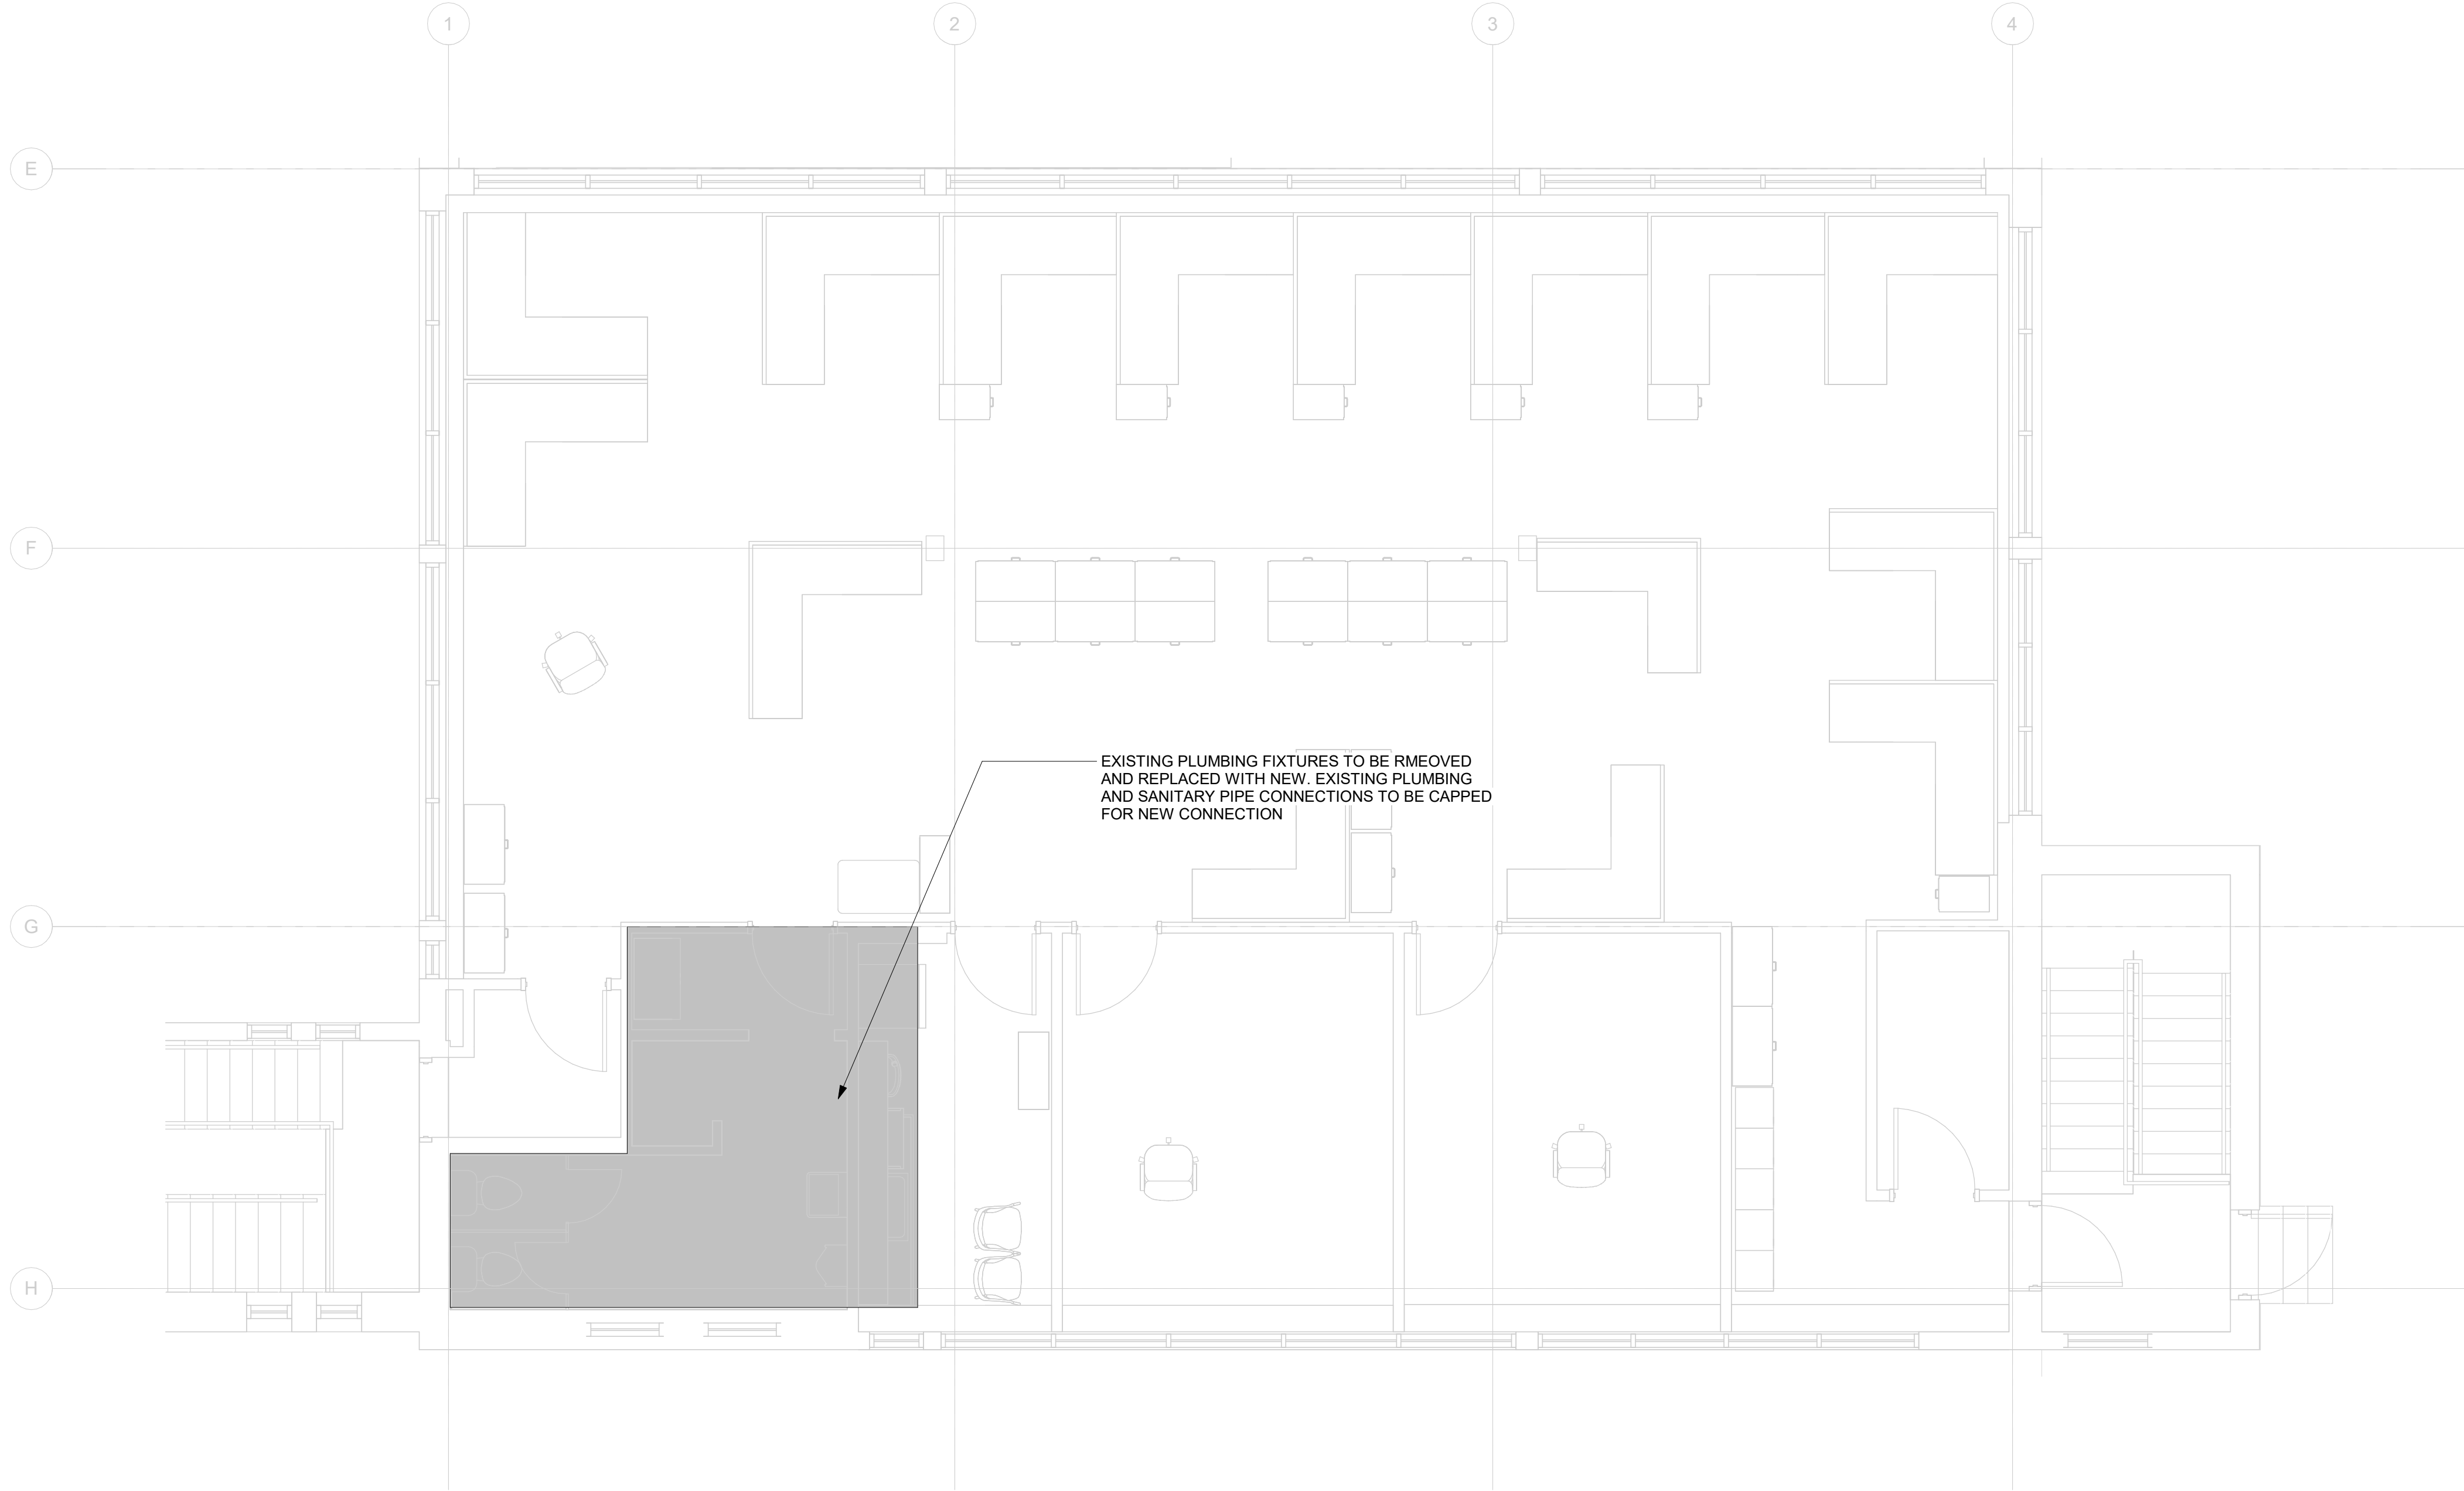 1
2
3
4
E
F
EXISTING PLUMBING FIXTURES TO BE RMEOVED
AND REPLACED WITH NEW. EXISTING PLUMBING
AND SANITARY PIPE CONNECTIONS TO BE CAPPED
FOR NEW CONNECTION
G
H